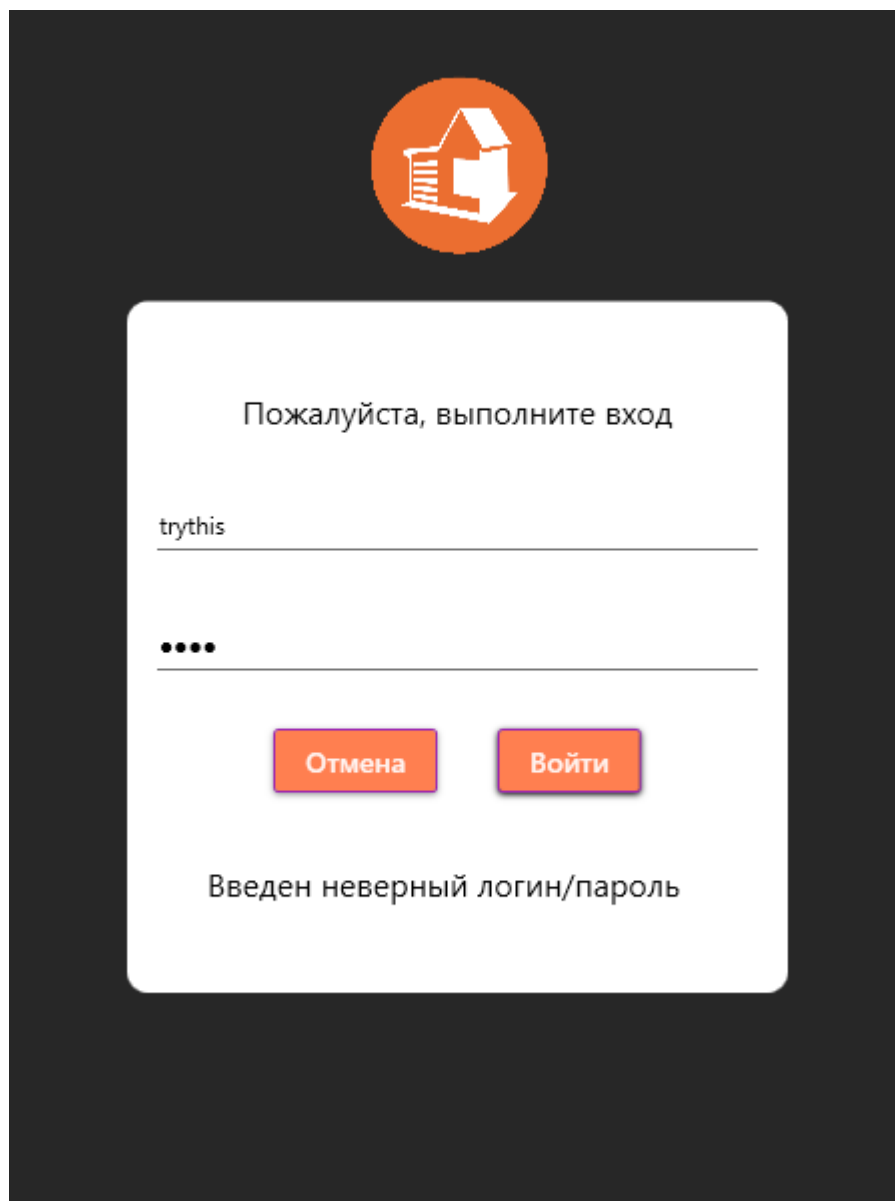 Пожалуйста, выполните вход
trythis
••••
Отмена Войти
Введен неверный логин/пароль